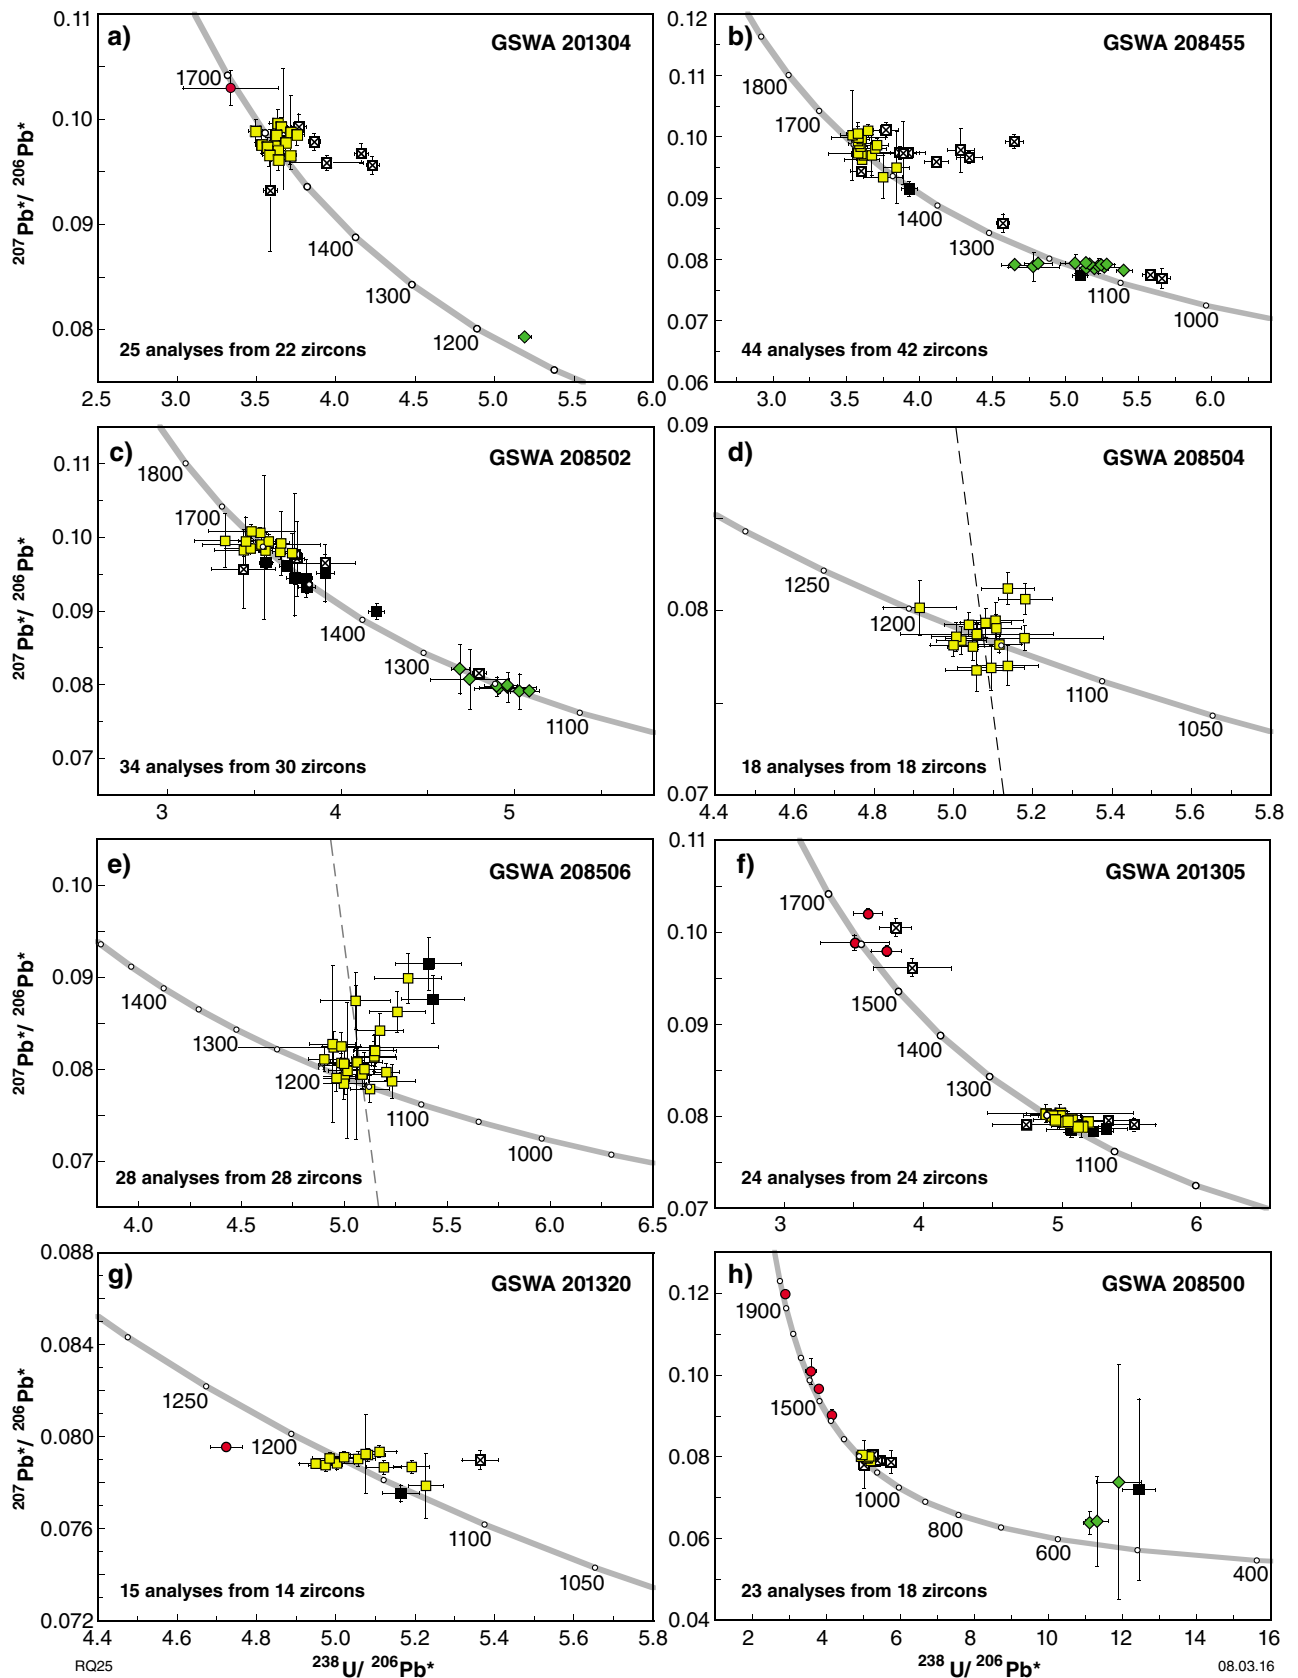 a)
GSWA 201304
0.11
0.10
0.09
0.08
207Pb*/ 206Pb*
1700
1400
1300
1200
25 analyses from 22 zircons
2.5 3.0 3.5 4.0 4.5 5.0 5.5 6.0
b)
GSWA 208455
0.12
0.11
0.10
0.09
0.08
0.07
0.06
1800
1700
1400
1300
1100
1000
44 analyses from 42 zircons
3.0 3.5 4.0 4.5 5.0 5.5 6.0
c)
GSWA 208502
0.11
0.10
0.09
0.08
0.07
207Pb*/ 206Pb*
1800
1700
1400
1300
1100
34 analyses from 30 zircons
3 4 5
d)
GSWA 208504
0.09
0.08
0.07
1250
1200
1100
1050
18 analyses from 18 zircons
4.4 4.6 4.8 5.0 5.2 5.4 5.6 5.8
e)
GSWA 208506
0.10
0.09
0.08
0.07
207Pb*/ 206Pb*
1400
1300
1200
1100
1000
28 analyses from 28 zircons
4.0 4.5 5.0 5.5 6.0 6.5
f)
GSWA 201305
0.11
0.10
0.09
0.08
0.07
1700
1500
1400
1300
1100
24 analyses from 24 zircons
3 4 5 6
g)
GSWA 201320
0.088
0.084
0.080
0.076
0.072
207Pb*/ 206Pb*
1250
1200
1100
1050
15 analyses from 14 zircons
4.4 4.6 4.8 5.0 5.2 5.4 5.6 5.8
238U/ 206Pb*
h)
GSWA 208500
0.12
0.10
0.08
0.06
0.04
1900
1500
1000
800
600
400
23 analyses from 18 zircons
2 4 6 8 10 12 14 16
238U/ 206Pb*
RQ25
08.03.16